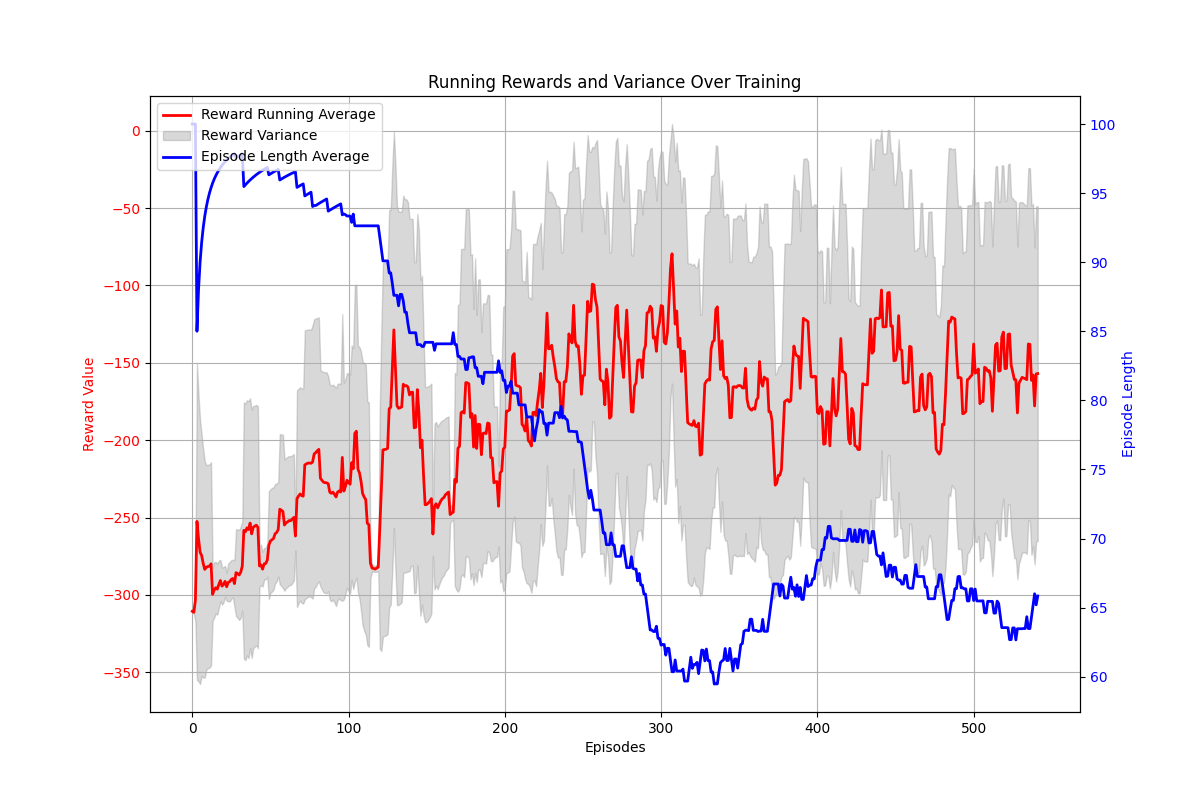 Running Rewards and Variance Over Training
Reward Running Average
Reward Variance
Episode Length Average
0
−50
−100
−150
−200
−250
−300
−350
Reward Value
100
95
90
85
80
75
70
65
60
Episode Length
0 100 200 300 400 500
Episodes